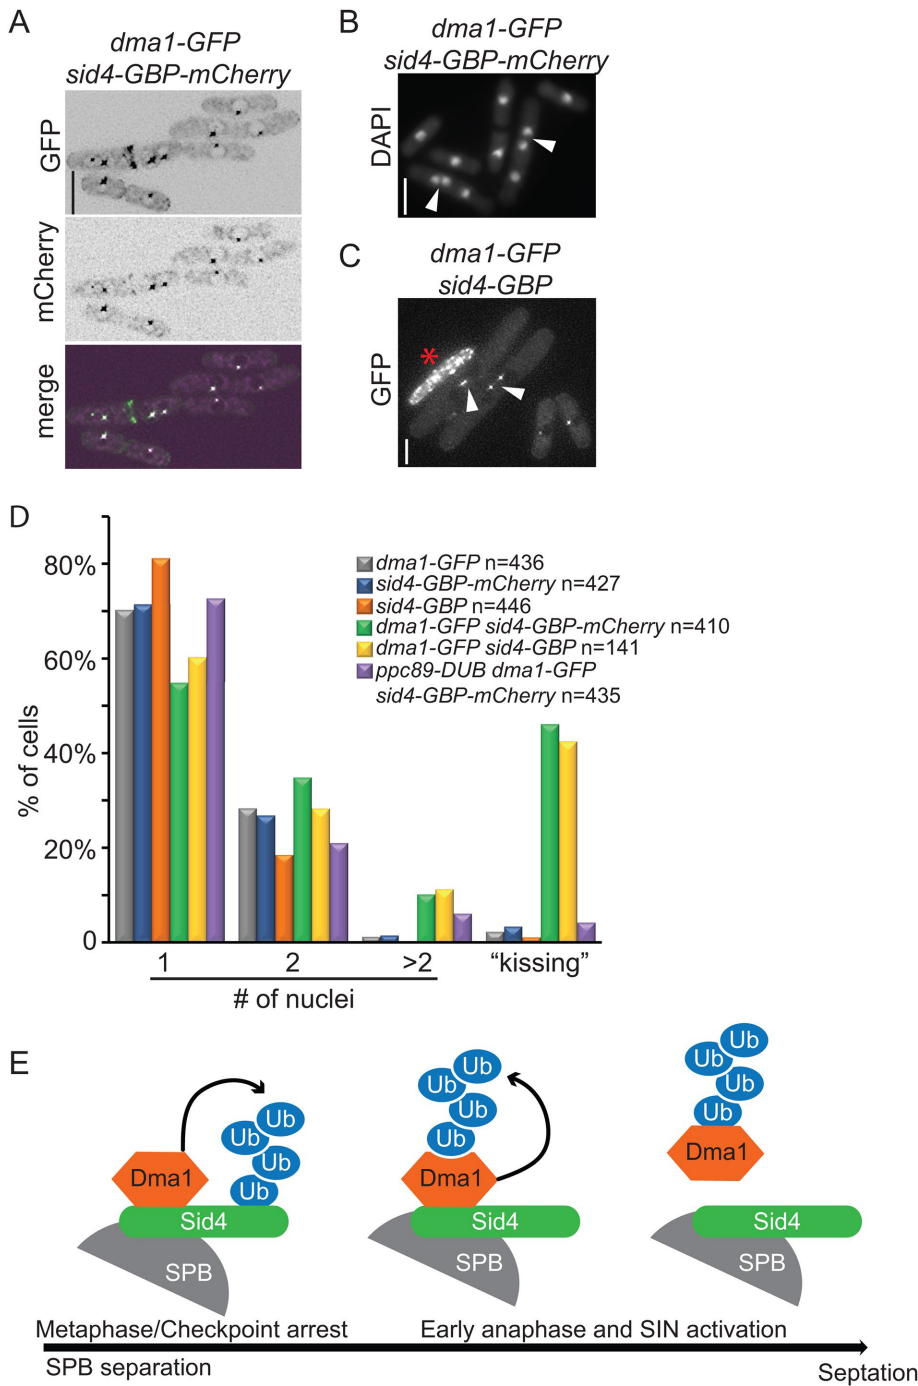 A
dma1-GFP
sid4-GBP-mCherry
GFP
mCherry
merge
B
dma1-GFP
sid4-GBP-mCherry
DAPI
C
dma1-GFP
sid4-GBP
GFP
*
D
80%
60%
40%
20%
0
% of cells
dma1-GFP n=436
sid4-GBP-mCherry n=427
sid4-GBP n=446
dma1-GFP sid4-GBP-mCherry n=410
dma1-GFP sid4-GBP n=141
ppc89-DUB dma1-GFP
sid4-GBP-mCherry n=435
1 2 >2 “kissing”
# of nuclei
E
Ub
Ub
Ub
Ub
Dma1
Sid4
SPB
Ub
Ub
Ub
Ub
Dma1
Sid4
SPB
Ub
Ub
Ub
Ub
Dma1
Sid4
SPB
Metaphase/Checkpoint arrest
Early anaphase and SIN activation
SPB separation
Septation